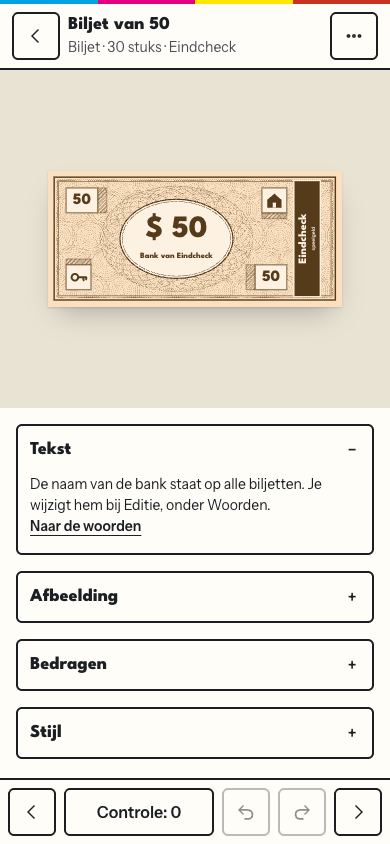 Biljet van 50
Biljet · 30 stuks · Eindcheck
50
$ 50
Bank van Eindcheck
50
Eindcheck
speelgeld
Tekst
De naam van de bank staat op alle biljetten. Je
wijzigt hem bij Editie, onder Woorden.
Naar de woorden
Afbeelding
Bedragen
Stijl
Controle: 0